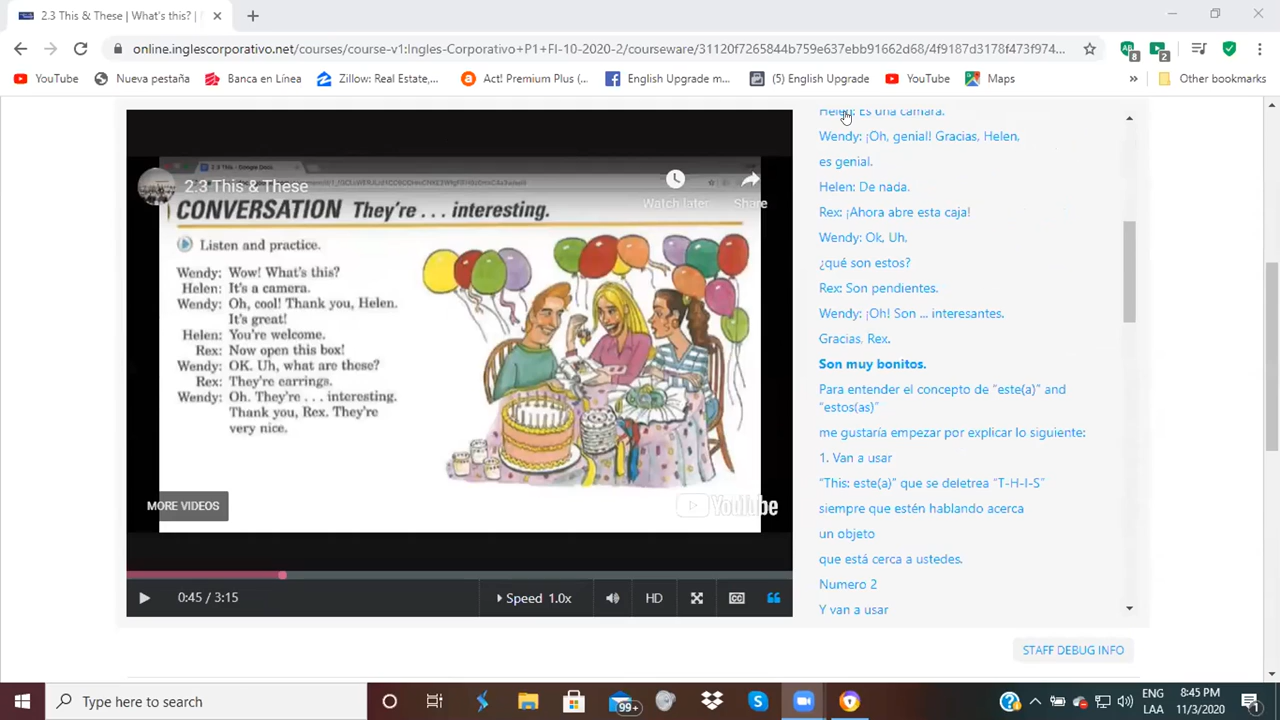 2.3 This & These | What's this? |
online.inglescorporativo.net/courses/course-v1:Ingles-Corporativo+P1+FI-10-2020-2/courseware/31120f7265844b759e637ebb91662d68/4f9187d3178f473f974...
8
2
YouTube
Nueva pestaña
Banca en Línea
Zillow: Real Estate,...
Act! Premium Plus (...
English Upgrade m...
(5) English Upgrade
YouTube
Maps
»
Other bookmarks
2.3 This & These
Watch later
Share
CONVERSATION They're . . . interesting.
Listen and practice.
Wendy: Wow! What's this?
Helen: It's a camera.
Wendy: Oh, cool! Thank you, Helen.
It's great!
Helen: You're welcome.
Rex: Now open this box!
Wendy: OK. Uh, what are these?
Rex: They're earrings.
Wendy: Oh. They're . . . interesting.
Thank you, Rex. They're
very nice.
MORE VIDEOS
YouTube
0:45 / 3:15
Speed 1.0x
HD
CC
Helen: Es una cámara.
Wendy: ¡Oh, genial! Gracias, Helen,
es genial.
Helen: De nada.
Rex: ¡Ahora abre esta caja!
Wendy: Ok, Uh,
¿qué son estos?
Rex: Son pendientes.
Wendy: ¡Oh! Son ... interesantes.
Gracias, Rex.
Son muy bonitos.
Para entender el concepto de “este(a)” and
“estos(as)”
me gustaría empezar por explicar lo siguiente:
1. Van a usar
“This: este(a)” que se deletrea “T-H-I-S”
siempre que estén hablando acerca
un objeto
que está cerca a ustedes.
Numero 2
Y van a usar
STAFF DEBUG INFO
Type here to search
99+
ENG
LAA
8:45 PM
11/3/2020
1